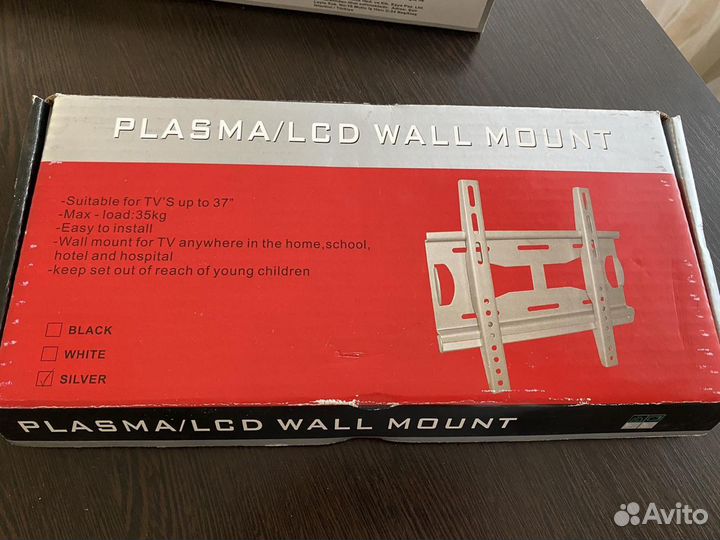 PLASMA/LCD WALL MOUNT
-Suitable for TV'S up to 37"
-Max - load:35kg
-Easy to install
-Wall mount for TV anywhere in the home,school,
hotel and hospital
-keep set out of reach of young children
BLACK
WHITE
SILVER
PLASMA/LCD WALL MOUNT
Avito